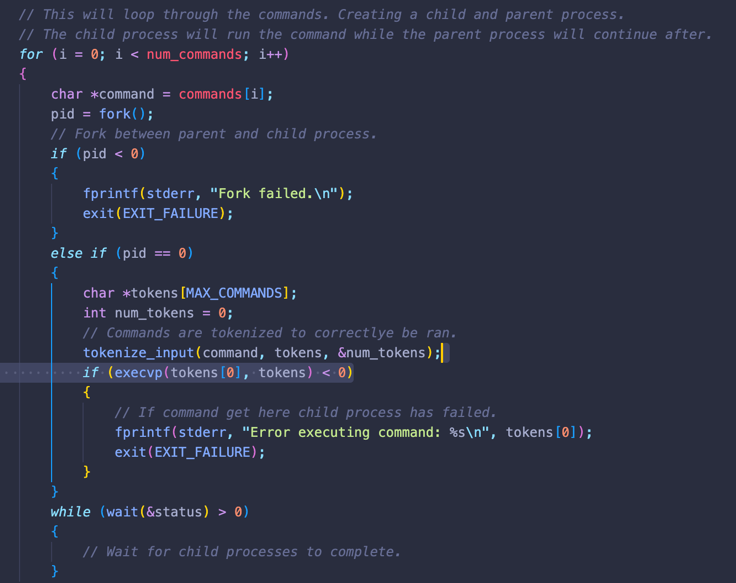 // This will loop through the commands. Creating a child and parent process.
// The child process will run the command while the parent process will continue after.
for (i = 0; i < num_commands; i++)
{
char *command = commands[i];
pid = fork();
// Fork between parent and child process.
if (pid < 0)
{
fprintf(stderr, "Fork failed.\n");
exit(EXIT_FAILURE);
}
else if (pid == 0)
{
char *tokens[MAX_COMMANDS];
int num_tokens = 0;
// Commands are tokenized to correctlye be ran.
tokenize_input(command, tokens, &num_tokens);
if (execvp(tokens[0], tokens) < 0)
{
// If command get here child process has failed.
fprintf(stderr, "Error executing command: %s\n", tokens[0]);
exit(EXIT_FAILURE);
}
}
while (wait(&status) > 0)
{
// Wait for child processes to complete.
}